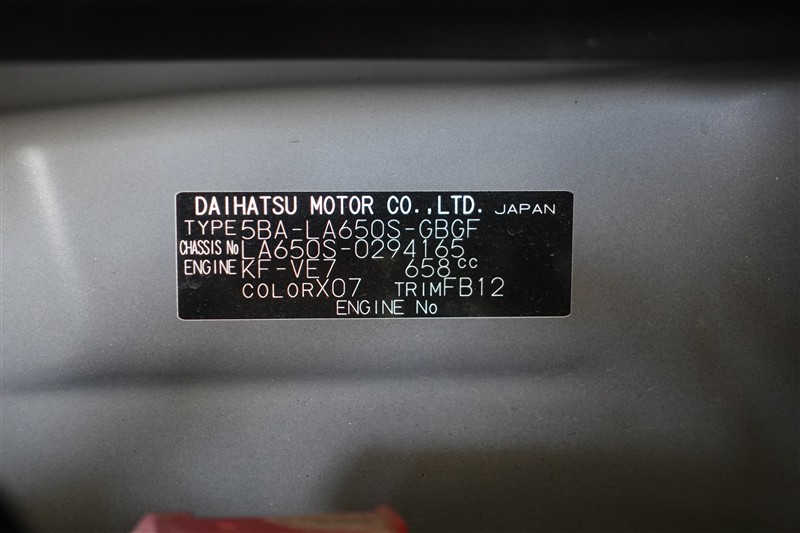 DAIHATSU MOTOR CO.,LTD. JAPAN
TYPE 5BA-LA650S-GBGF
CHASSIS No LA650S-0294165
ENGINE KF-VE7 658cc
COLOR X07 TRIM FB12
ENGINE No